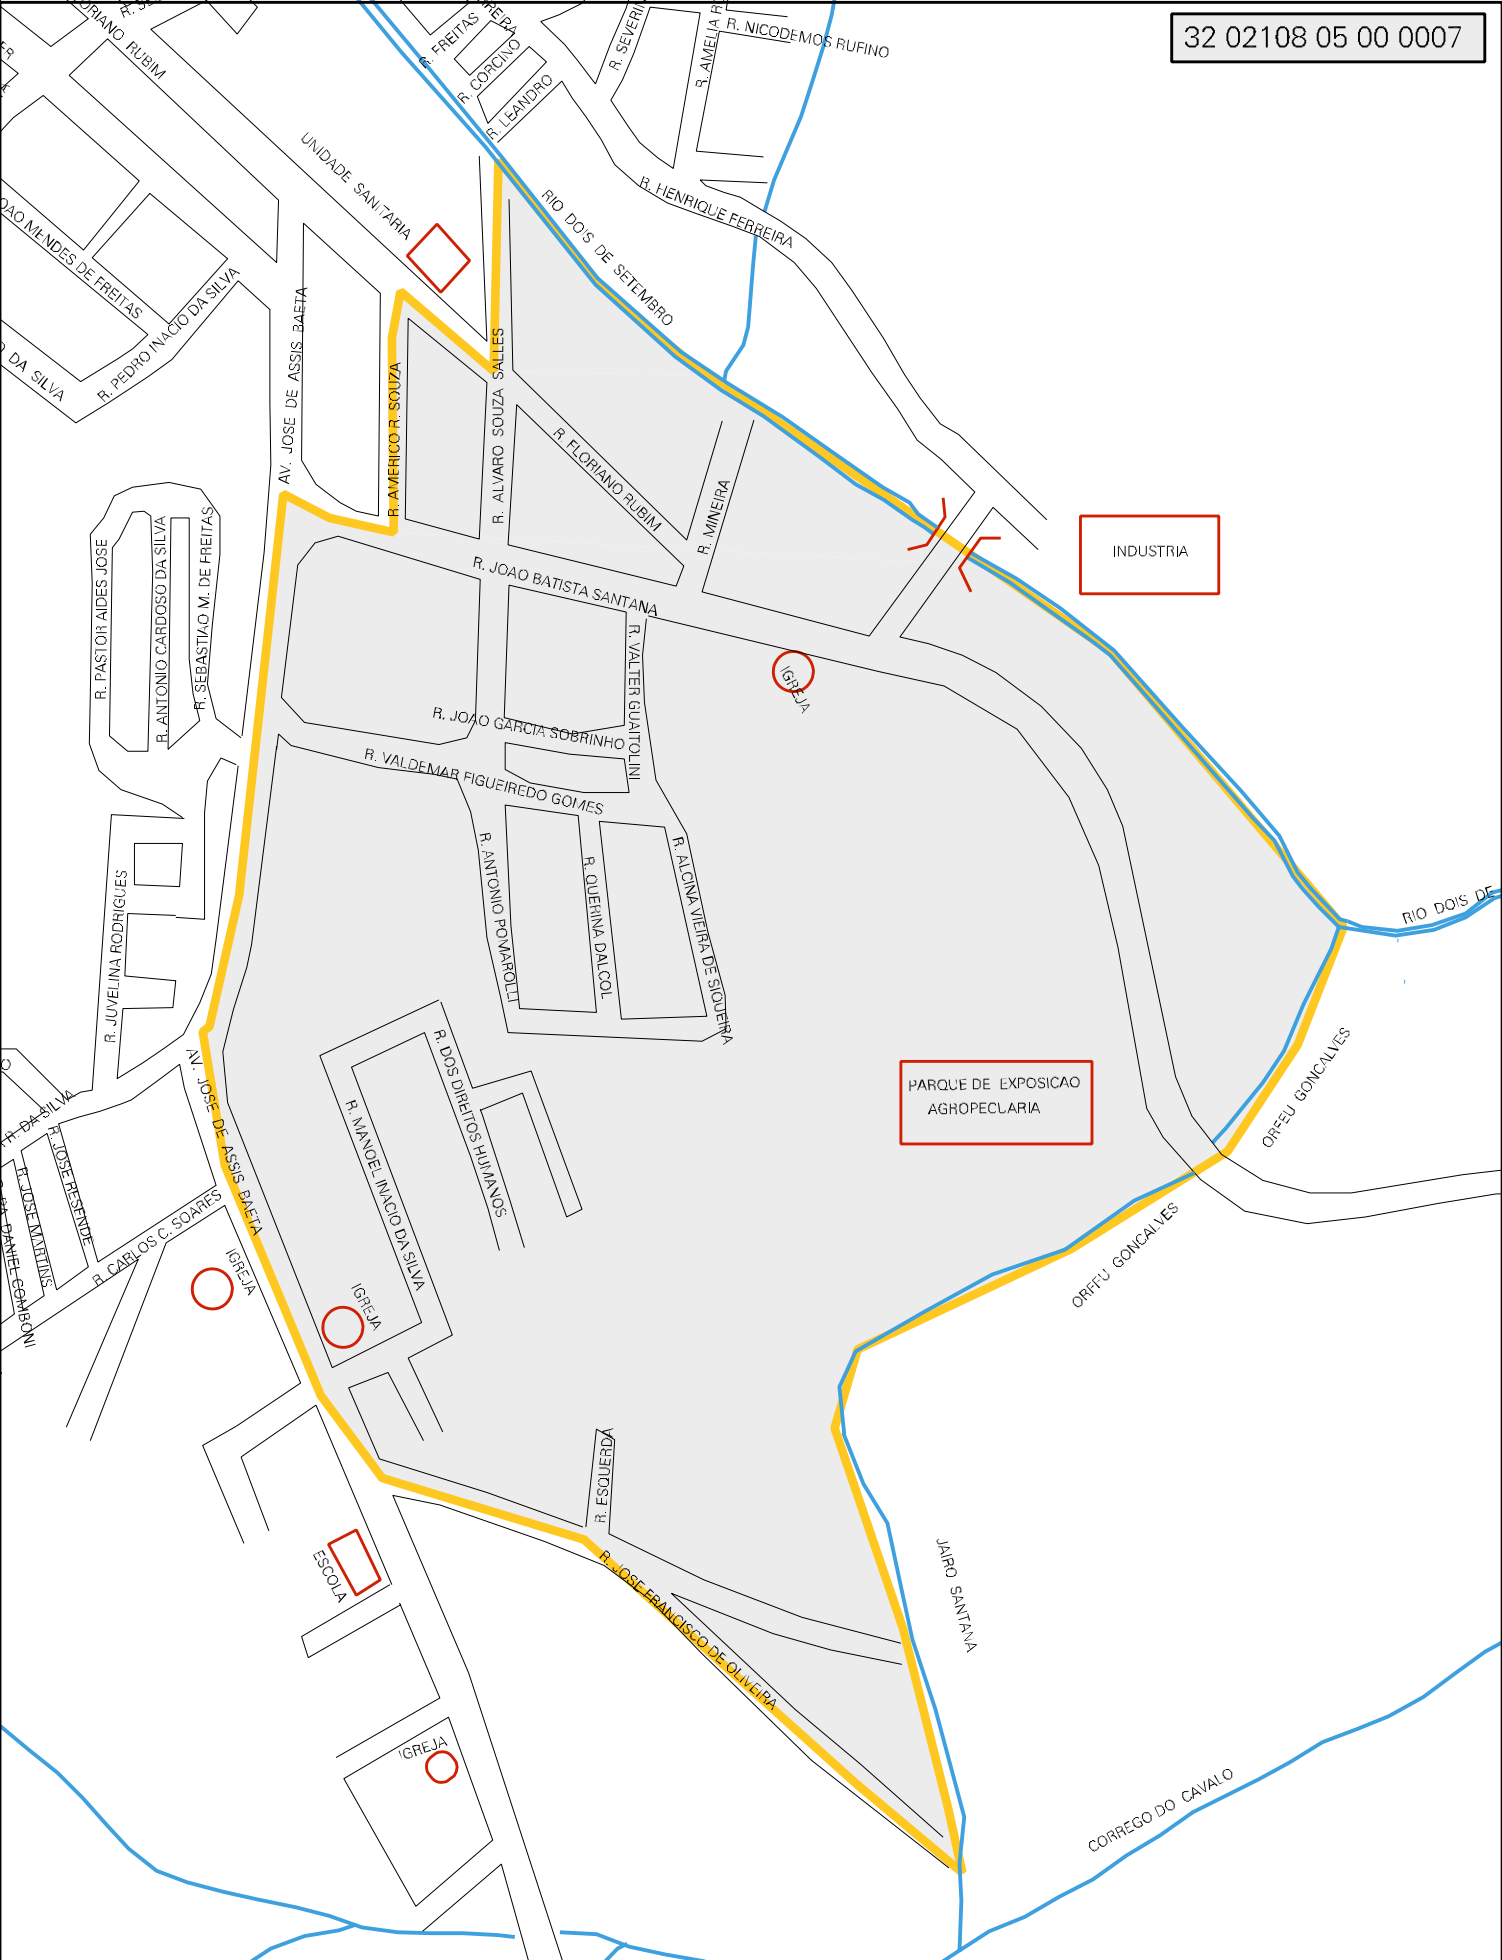 32 02108 05 00 0007
RIANO RUBIM
R. FREITAS
R. CORCINO
R. LEANDRO
R. SEVERI
R. AMELIA R
R. NICODEMOS RUFINO
UNIDADE SANITARIA
R. HENRIQUE FERREIRA
RIO DOIS DE SETEMBRO
OAO MENDES DE FREITAS
R. PEDRO INACIO DA SILVA
DA SILVA
AV. JOSE DE ASSIS BAETA
R. AMERICO R. SOUZA
R. ALVARO SOUZA SALLES
R. FLORIANO RUBIM
R. MINEIRA
INDUSTRIA
R. PASTOR AIDES JOSE
R. ANTONIO CARDOSO DA SILVA
R. SEBASTIAO M. DE FREITAS
R. JOAO BATISTA SANTANA
R. VALTER GUAITOLINI
IGREJA
R. JOAO GARCIA SOBRINHO
R. VALDEMAR FIGUEIREDO GOMES
R. ANTONIO POMAROLLI
R. QUERINA DALCOL
R. ALCINA VIEIRA DE SIQUEIRA
RIO DOIS DE
R. JUVELINA RODRIGUES
R. DOS DIREITOS HUMANOS
R. MANOEL INACIO DA SILVA
PARQUE DE EXPOSICAO
AGROPECUARIA
ORFEU GONCALVES
AV. JOSE DE ASSIS BAETA
R. DA SILVA
R. JOSE RESENDE
R. JOSE MARTINS
DANIEL COMBONI
R. CARLOS C. SOARES
IGREJA
IGREJA
ORFEU GONCALVES
R. ESQUERDA
ESCOLA
R. JOSE FRANCISCO DE OLIVEIRA
JAIRO SANTANA
IGREJA
CORREGO DO CAVALO